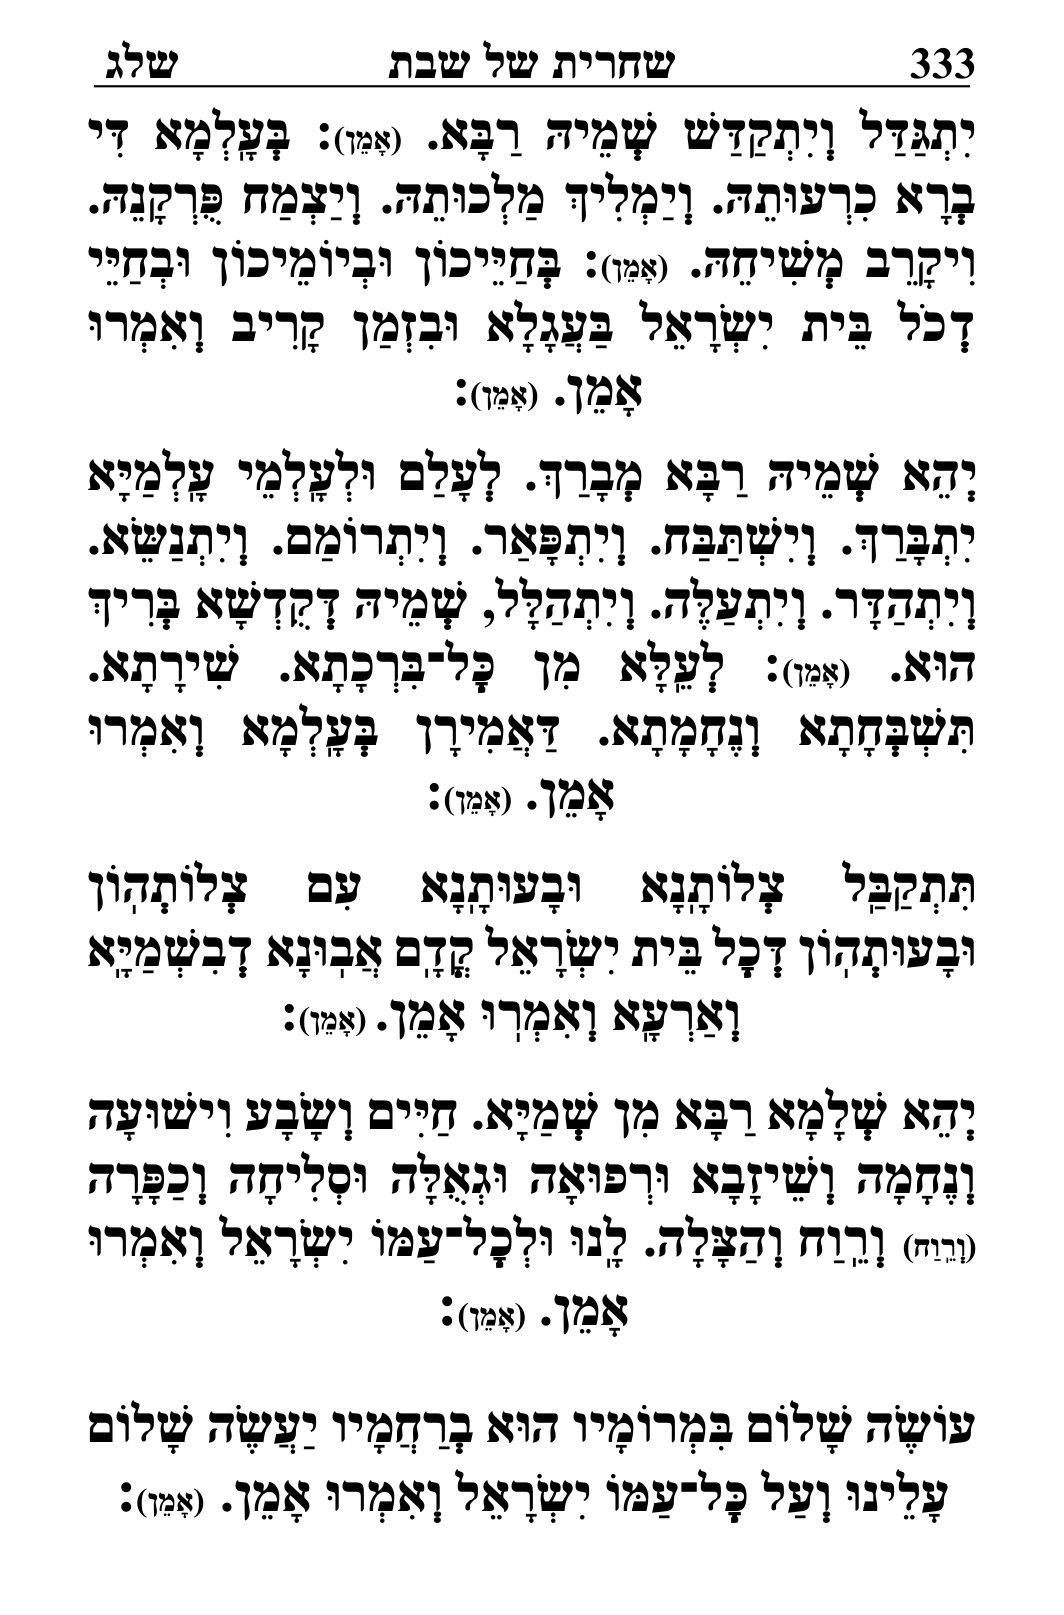 333 שחרית של שבת שלג
יִתְגַּדַּל וְיִתְקַדַּשׁ שְׁמֵיהּ רַבָּא. (אָמֵן): בְּעָלְמָא דִּי
בְרָא כִרְעוּתֵהּ. וְיַמְלִיךְ מַלְכוּתֵהּ. וְיַצְמַח פֻּרְקָנֵהּ.
וִיקָרֵב מְשִׁיחֵהּ. (אָמֵן): בְּחַיֵּיכוֹן וּבְיוֹמֵיכוֹן וּבְחַיֵּי
דְכֹל בֵּית יִשְׂרָאֵל בַּעֲגָלָא וּבִזְמַן קָרִיב וְאִמְרוּ
אָמֵן. (אָמֵן):
יְהֵא שְׁמֵיהּ רַבָּא מְבָרַךְ. לְעָלַם וּלְעָלְמֵי עָלְמַיָּא
יִתְבָּרַךְ. וְיִשְׁתַּבַּח. וְיִתְפָּאַר. וְיִתְרוֹמַם. וְיִתְנַשֵּׂא.
וְיִתְהַדָּר. וְיִתְעַלֶּה. וְיִתְהַלָּל, שְׁמֵיהּ דְּקֻדְשָׁא בְּרִיךְ
הוּא. (אָמֵן): לְעֵלָּא מִן כָּל־בִּרְכָתָא. שִׁירָתָא.
תִּשְׁבְּחָתָא וְנֶחָמָתָא. דַּאֲמִירָן בְּעָלְמָא וְאִמְרוּ
אָמֵן. (אָמֵן):
תִּתְקַבַּל צְלוֹתָנָא וּבָעוּתָנָא עִם צְלוֹתְהוֹן
וּבָעוּתְהוֹן דְּכָל בֵּית יִשְׂרָאֵל קֳדָם אֲבוּנָא דְבִשְׁמַיָּא
וְאַרְעָא וְאִמְרוּ אָמֵן. (אָמֵן):
יְהֵא שְׁלָמָא רַבָּא מִן שְׁמַיָּא. חַיִּים וְשָׂבָע וִישׁוּעָה
וְנֶחָמָה וְשֵׁיזָבָא וּרְפוּאָה וּגְאֻלָּה וּסְלִיחָה וְכַפָּרָה
(וְרֵוַח) וְרֵוַח וְהַצָּלָה. לָנוּ וּלְכָל־עַמּוֹ יִשְׂרָאֵל וְאִמְרוּ
אָמֵן. (אָמֵן):
עוֹשֶׂה שָׁלוֹם בִּמְרוֹמָיו הוּא בְרַחֲמָיו יַעֲשֶׂה שָׁלוֹם
עָלֵינוּ וְעַל כָּל־עַמּוֹ יִשְׂרָאֵל וְאִמְרוּ אָמֵן. (אָמֵן):